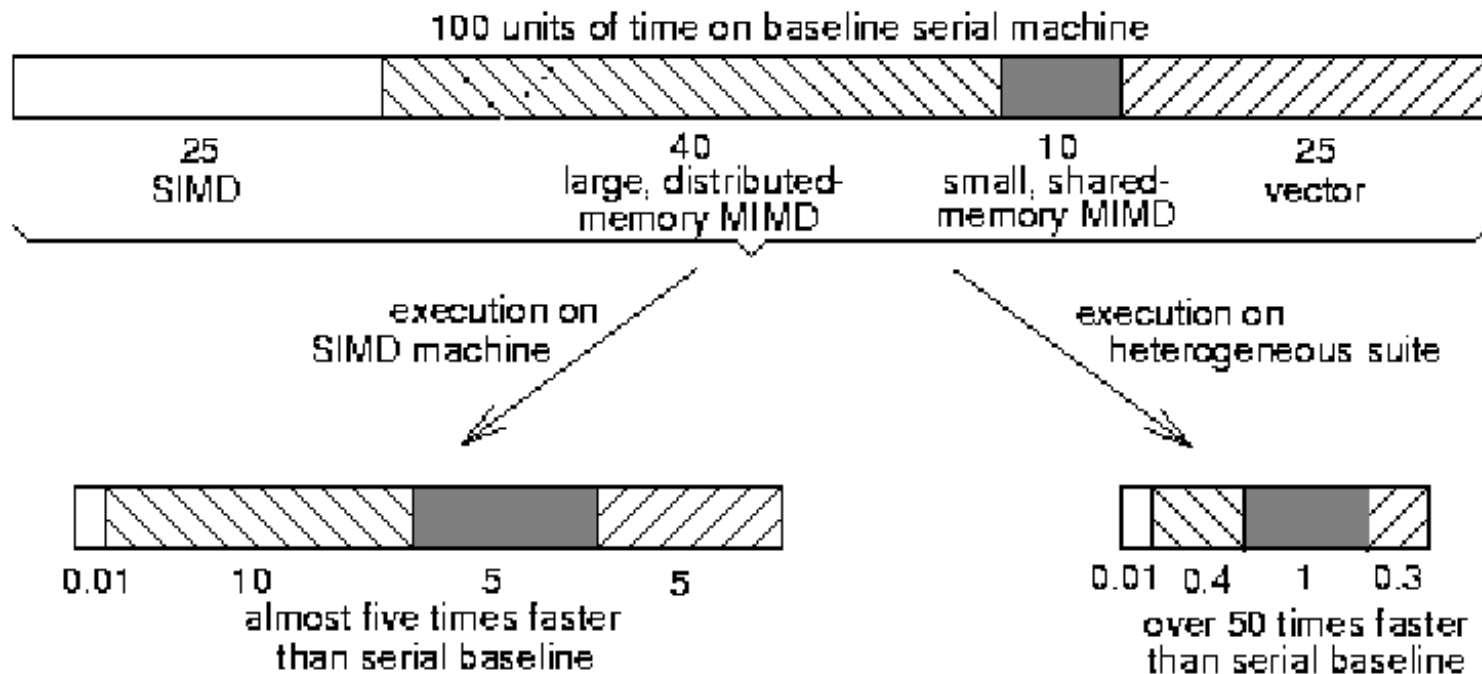 100 units of time on baseline serial machine
25
SIMD
40
large, distributed-
memory MIMD
10
small, shared-
memory MIMD
25
vector
execution on
SIMD machine
execution on
heterogeneous suite
0.01 10 5 5
almost five times faster
than serial baseline
0.01 0.4 1 0.3
over 50 times faster
than serial baseline